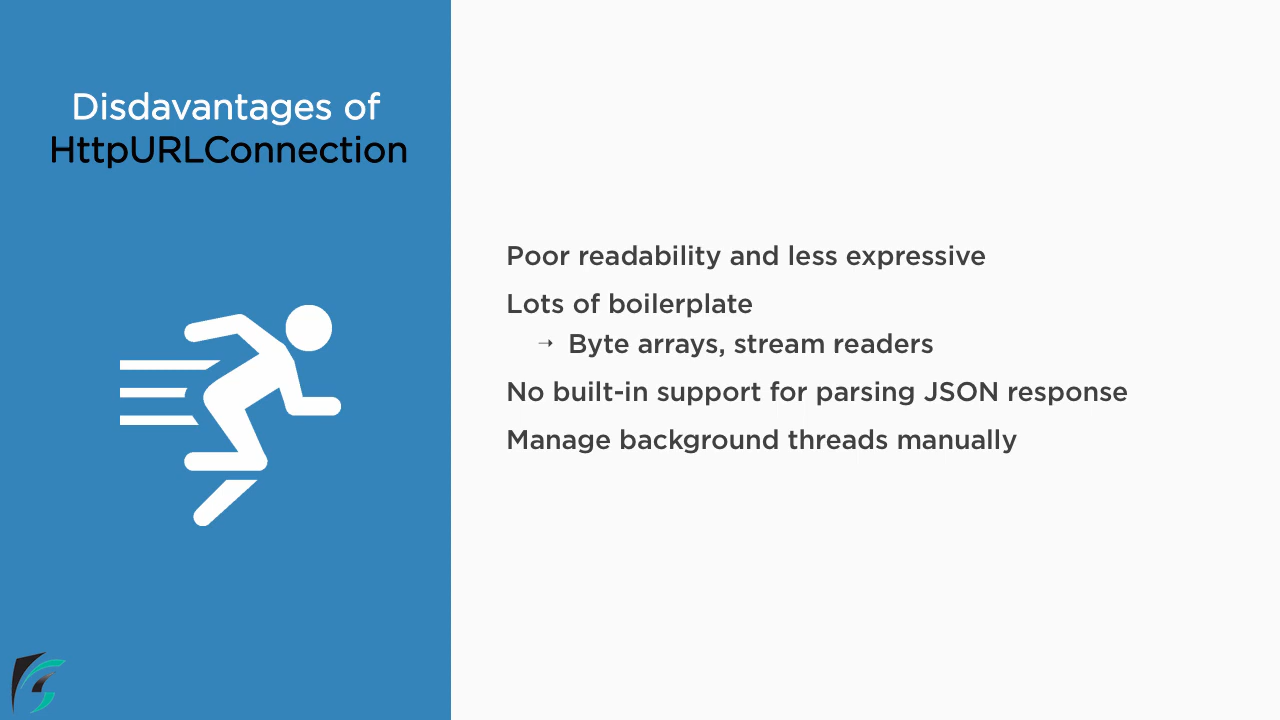 Disdavantages of
HttpURLConnection
Poor readability and less expressive
Lots of boilerplate
→ Byte arrays, stream readers
No built-in support for parsing JSON response
Manage background threads manually